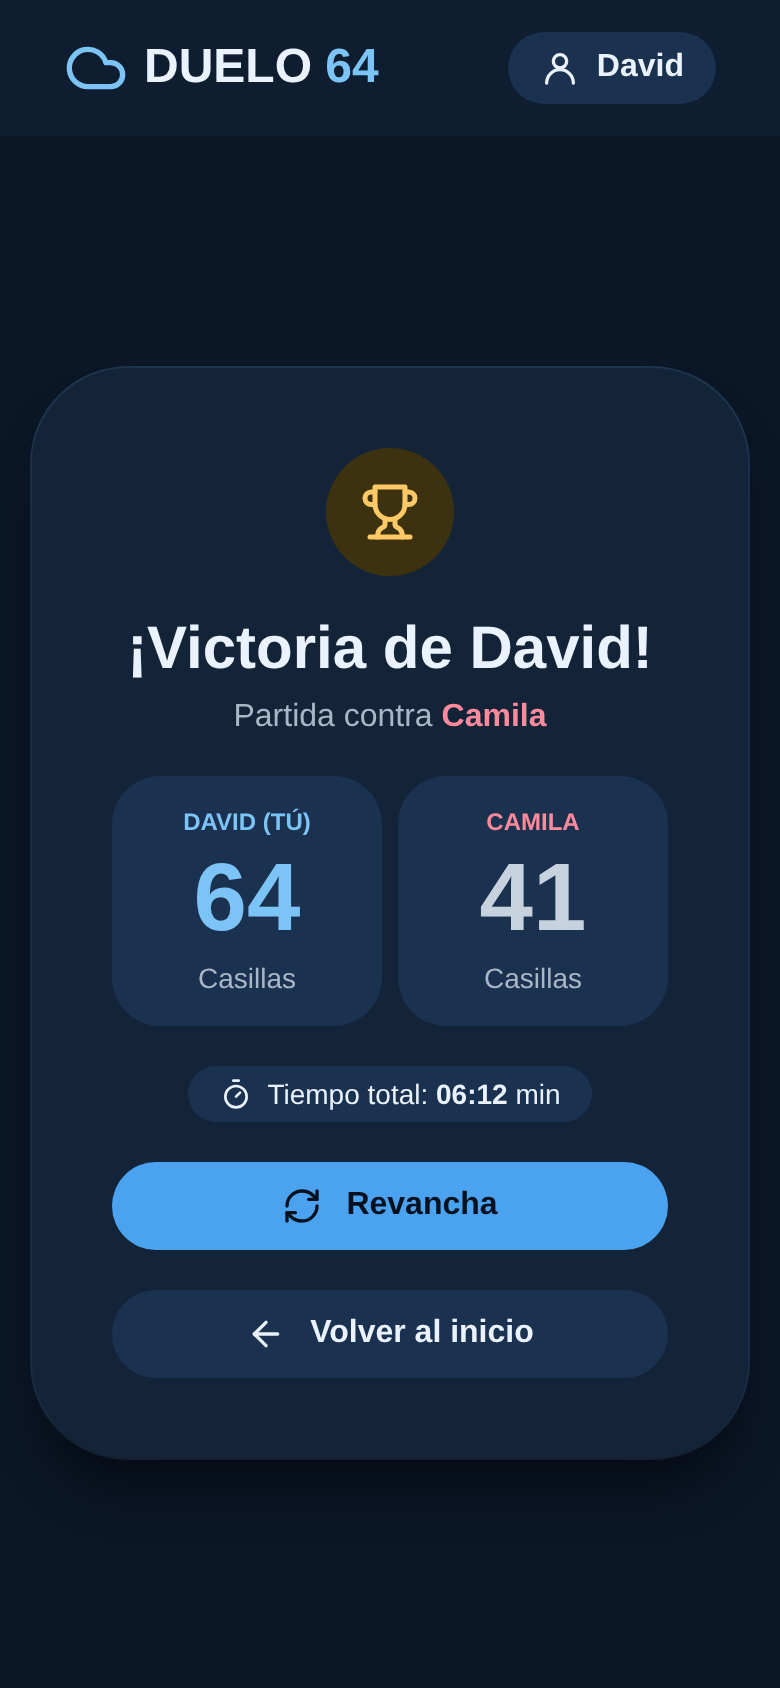 DUELO 64
David
¡Victoria de David!
Partida contra Camila
DAVID (TÚ)
64
Casillas
CAMILA
41
Casillas
Tiempo total: 06:12 min
Revancha
Volver al inicio